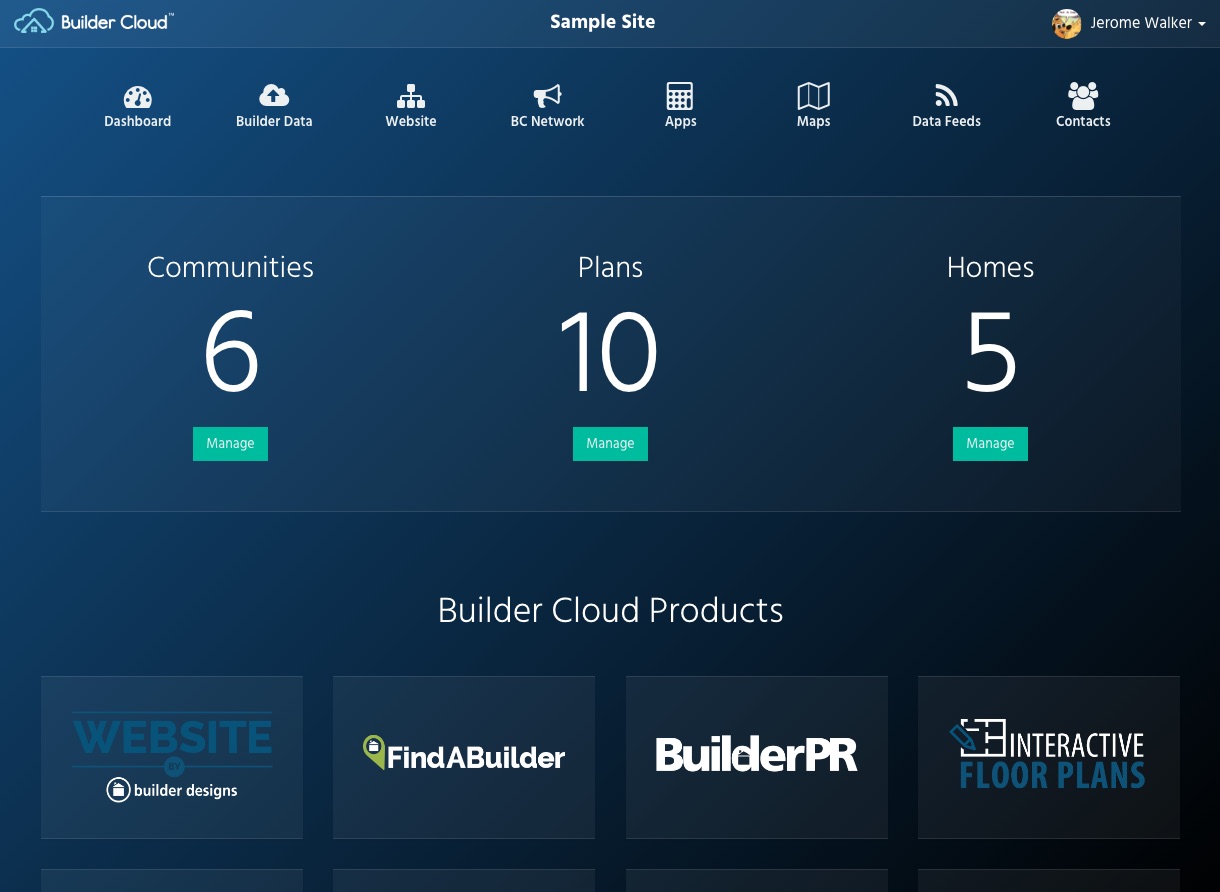 Builder Cloud™
Sample Site
Jerome Walker
Dashboard
Builder Data
Website
BC Network
Apps
Maps
Data Feeds
Contacts
Communities
Plans
Homes
6
10
5
Manage
Manage
Manage
Builder Cloud Products
WEBSITE
BY
builder designs
FindABuilder
BuilderPR
INTERACTIVE
FLOOR PLANS